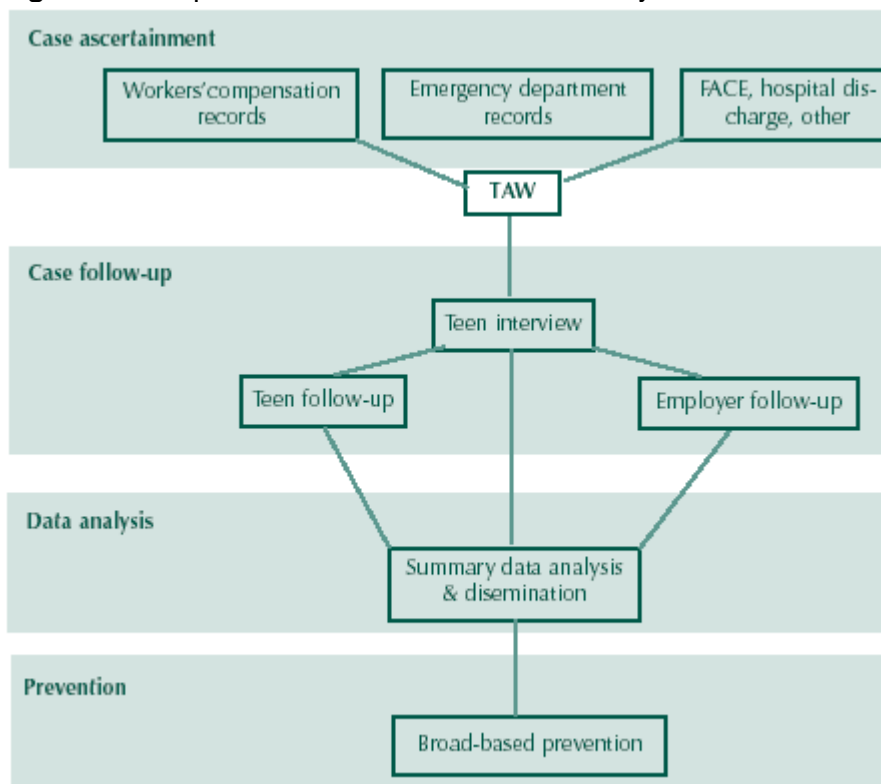 Case ascertainment
Workers' compensation
records
Emergency department
records
FACE, hospital dis-
charge, other
TAW
Case follow-up
Teen interview
Teen follow-up
Employer follow-up
Data analysis
Summary data analysis
& disemination
Prevention
Broad-based prevention